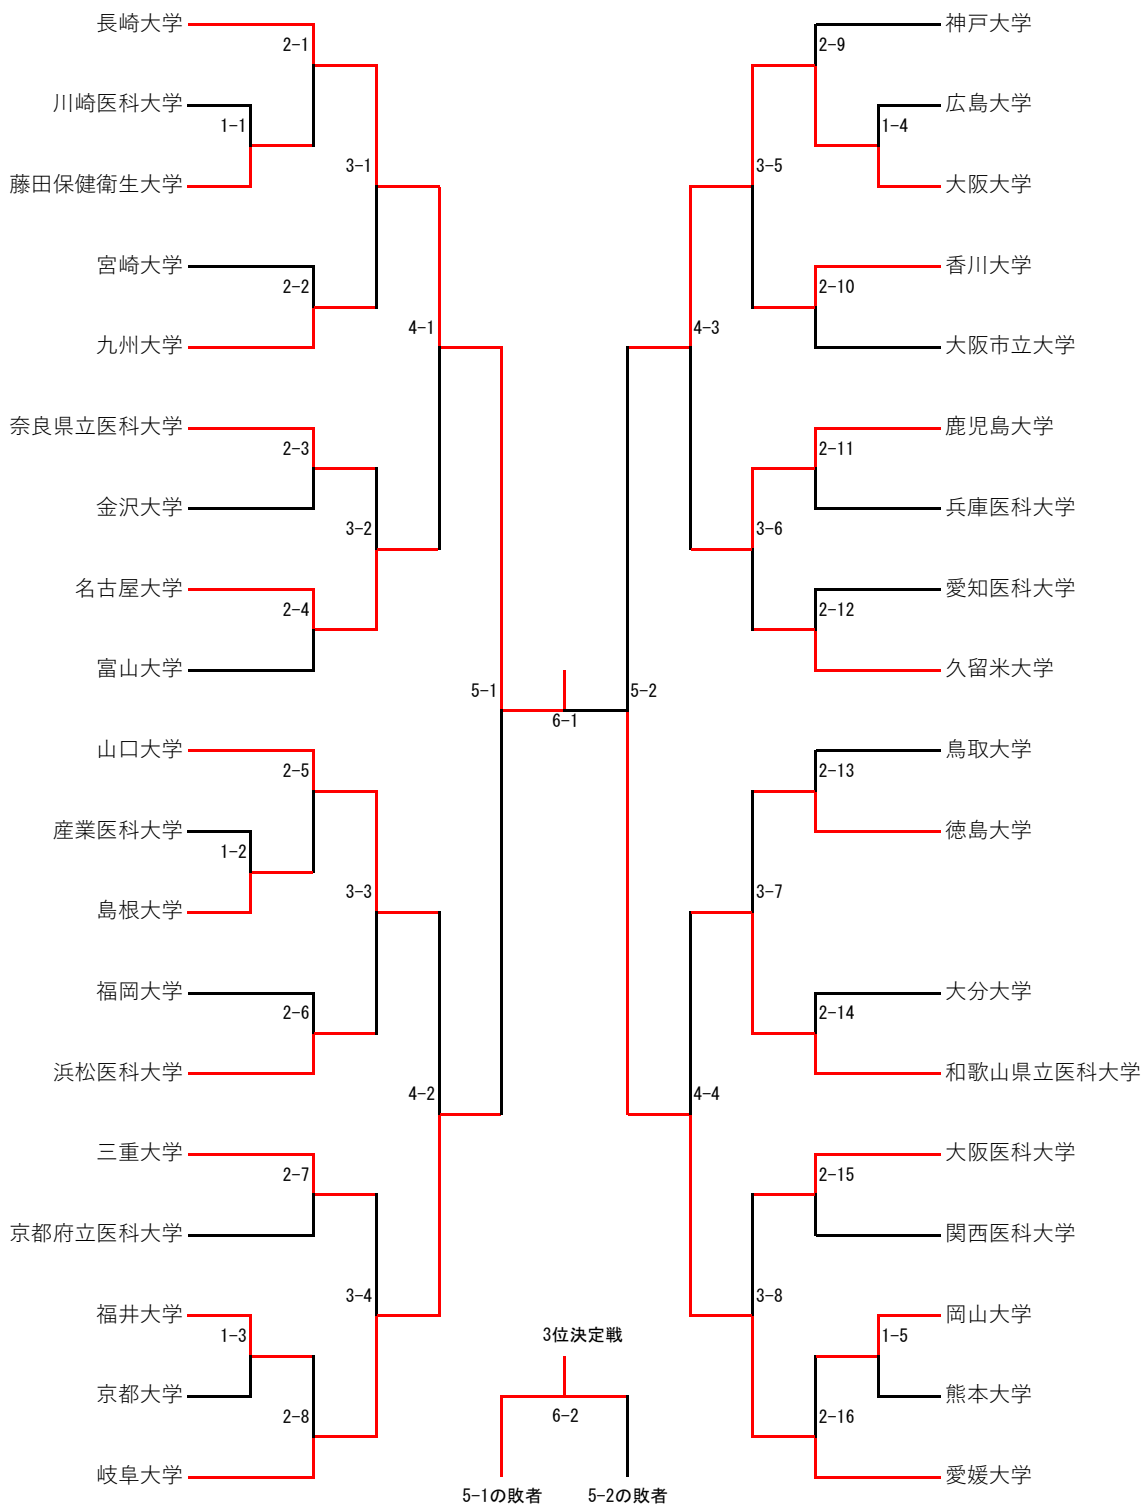 長崎大学
2-1
川崎医科大学
1-1
藤田保健衛生大学
3-1
宮崎大学
2-2
九州大学
4-1
奈良県立医科大学
2-3
金沢大学
3-2
名古屋大学
2-4
富山大学
5-1
山口大学
2-5
産業医科大学
1-2
島根大学
3-3
福岡大学
2-6
浜松医科大学
4-2
三重大学
2-7
京都府立医科大学
3-4
福井大学
1-3
京都大学
2-8
岐阜大学
6-1
神戸大学
2-9
広島大学
1-4
大阪大学
3-5
香川大学
2-10
大阪市立大学
4-3
鹿児島大学
2-11
兵庫医科大学
3-6
愛知医科大学
2-12
久留米大学
5-2
鳥取大学
2-13
徳島大学
3-7
大分大学
2-14
和歌山県立医科大学
4-4
大阪医科大学
2-15
関西医科大学
3-8
岡山大学
1-5
熊本大学
2-16
愛媛大学
3位決定戦
6-2
5-1の敗者
5-2の敗者